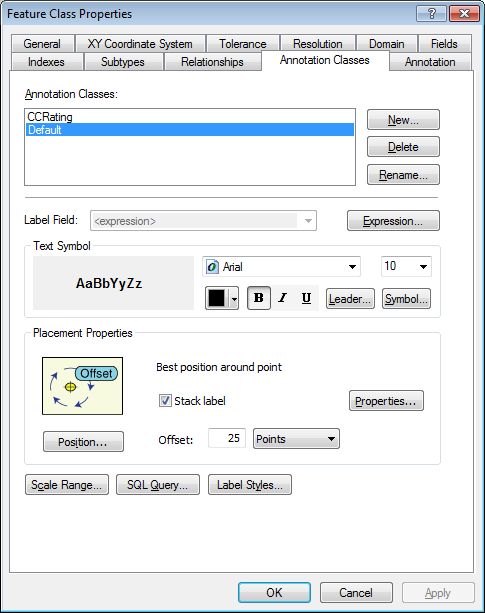 Feature Class Properties
General XY Coordinate System Tolerance Resolution Domain Fields
Indexes Subtypes Relationships Annotation Classes Annotation
Annotation Classes:
CCRating
Default
New...
Delete
Rename...
Label Field: <expression> Expression...
Text Symbol
AaBbYyZz
Arial 10
B I U Leader... Symbol...
Placement Properties
Offset
Best position around point
Stack label
Properties...
Position...
Offset: 25 Points
Scale Range... SQL Query... Label Styles...
OK Cancel Apply